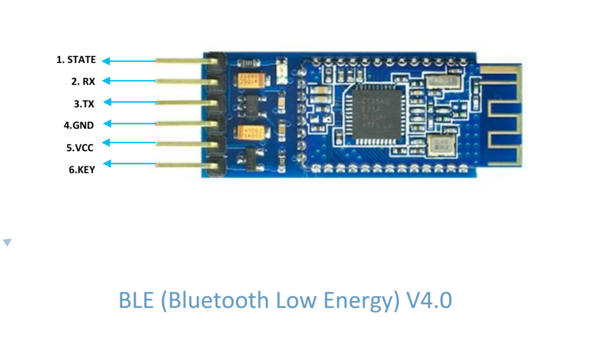 1. STATE
2. RX
3.TX
4.GND
5.VCC
6.KEY
BLE (Bluetooth Low Energy) V4.0